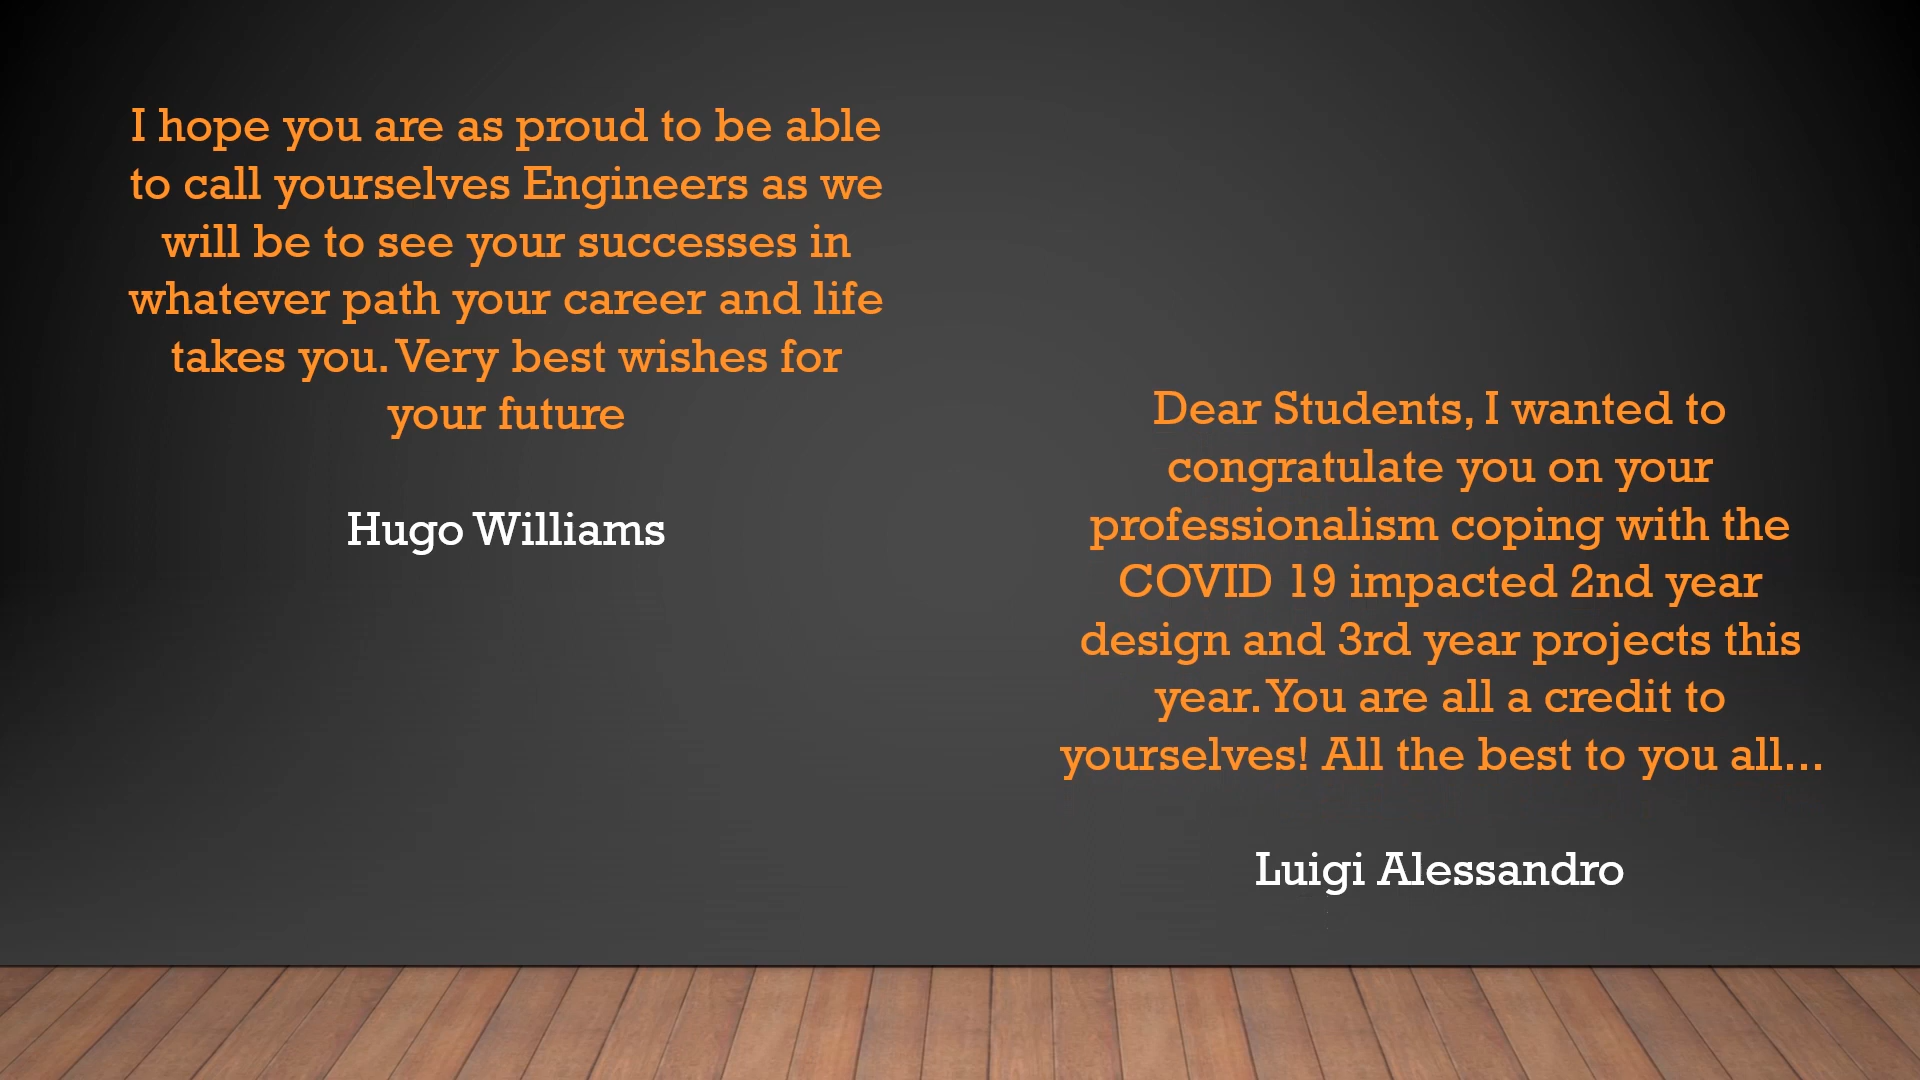 I hope you are as proud to be able
to call yourselves Engineers as we
will be to see your successes in
whatever path your career and life
takes you. Very best wishes for
your future
Hugo Williams
Dear Students, I wanted to
congratulate you on your
professionalism coping with the
COVID 19 impacted 2nd year
design and 3rd year projects this
year. You are all a credit to
yourselves! All the best to you all...
Luigi Alessandro